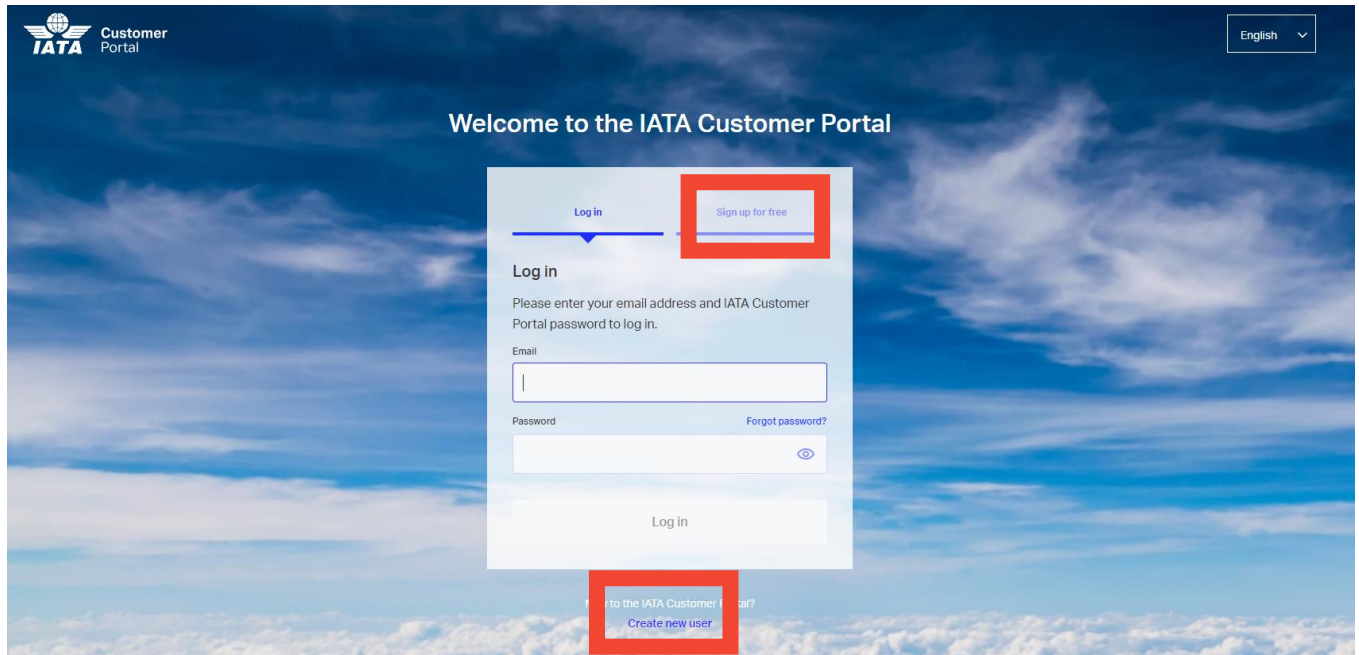 IATA
Customer
Portal
English
Welcome to the IATA Customer Portal
Log in
Sign up for free
Log in
Please enter your email address and IATA Customer
Portal password to log in.
Email
Password
Forgot password?
Log in
to the IATA Customer
Create new user